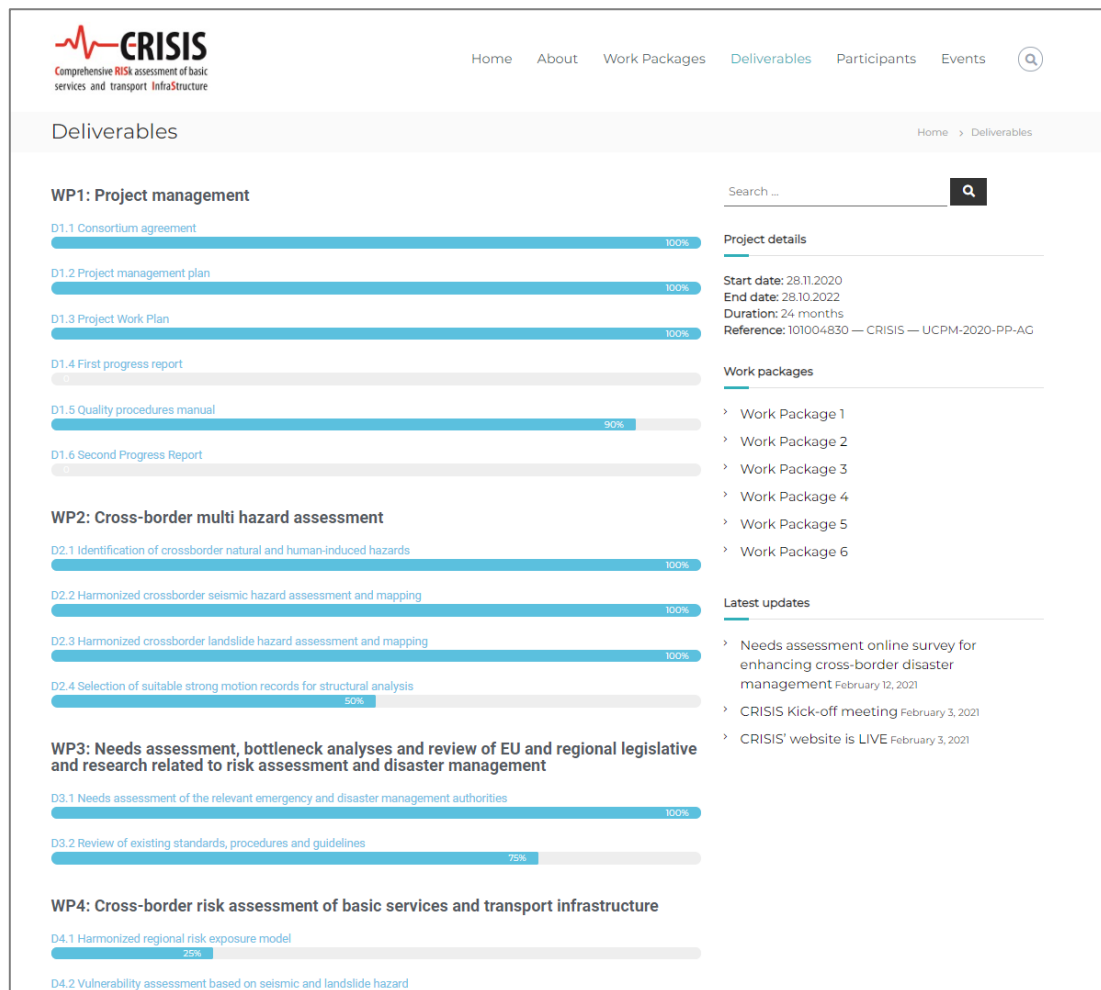 CRISIS
Comprehensive RISk assessment of basic
services and transport InfraStructure
Home About Work Packages Deliverables Participants Events
Deliverables
Home > Deliverables
WP1: Project management
D1.1 Consortium agreement
100%
D1.2 Project management plan
100%
D1.3 Project Work Plan
100%
D1.4 First progress report
0
D1.5 Quality procedures manual
90%
D1.6 Second Progress Report
0
WP2: Cross-border multi hazard assessment
D2.1 Identification of crossborder natural and human-induced hazards
100%
D2.2 Harmonized crossborder seismic hazard assessment and mapping
100%
D2.3 Harmonized crossborder landslide hazard assessment and mapping
100%
D2.4 Selection of suitable strong motion records for structural analysis
50%
WP3: Needs assessment, bottleneck analyses and review of EU and regional legislative
and research related to risk assessment and disaster management
D3.1 Needs assessment of the relevant emergency and disaster management authorities
100%
D3.2 Review of existing standards, procedures and guidelines
75%
WP4: Cross-border risk assessment of basic services and transport infrastructure
D4.1 Harmonized regional risk exposure model
25%
D4.2 Vulnerability assessment based on seismic and landslide hazard
Search ...
Project details
Start date: 28.11.2020
End date: 28.10.2022
Duration: 24 months
Reference: 101004830 — CRISIS — UCPM-2020-PP-AG
Work packages
> Work Package 1
> Work Package 2
> Work Package 3
> Work Package 4
> Work Package 5
> Work Package 6
Latest updates
> Needs assessment online survey for
enhancing cross-border disaster
management February 12, 2021
> CRISIS Kick-off meeting February 3, 2021
> CRISIS' website is LIVE February 3, 2021